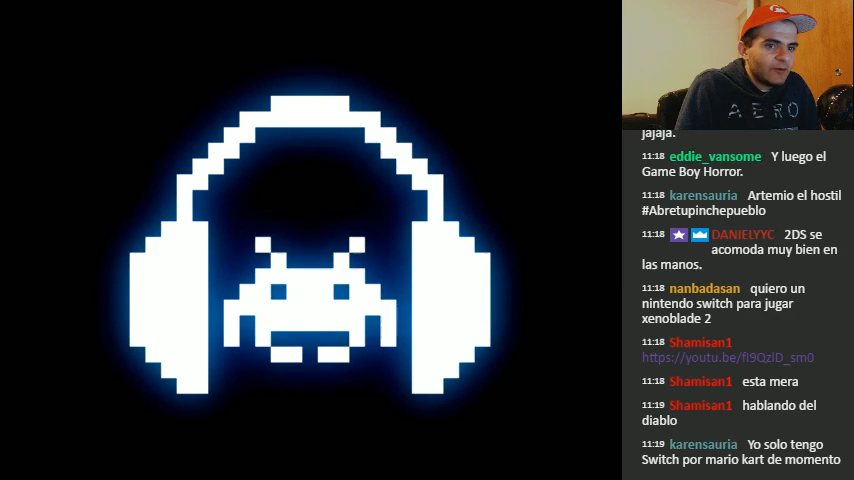 AERO
jajaja.
11:18 eddie_vansome Y luego el
Game Boy Horror.
11:18 karensauria Artemio el hostil
#Abretupinchepueblo
11:18 DANIELYYC 2DS se
acomoda muy bien en
las manos.
11:18 nanbadasan quiero un
nintendo switch para jugar
xenoblade 2
11:18 Shamisan1
https://youtu.be/fI9QzlD_sm0
11:18 Shamisan1 esta mera
11:19 Shamisan1 hablando del
diablo
11:19 karensauria Yo solo tengo
Switch por mario kart de momento